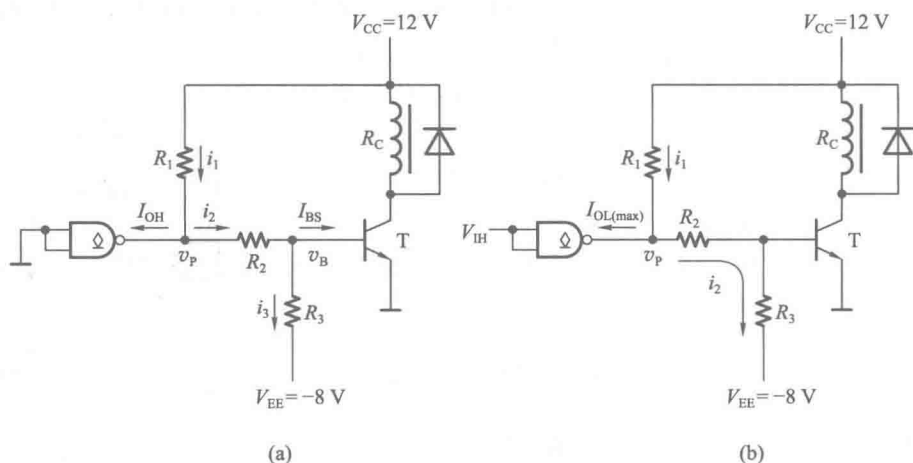 V_CC=12 V
R_C
R_1
i_1
I_OH
i_2
I_BS
T
v_P
R_2
v_B
i_3
R_3
V_EE=−8 V
(a)
V_CC=12 V
R_C
R_1
i_1
V_IH
I_OL(max)
R_2
T
v_P
i_2
R_3
V_EE=−8 V
(b)